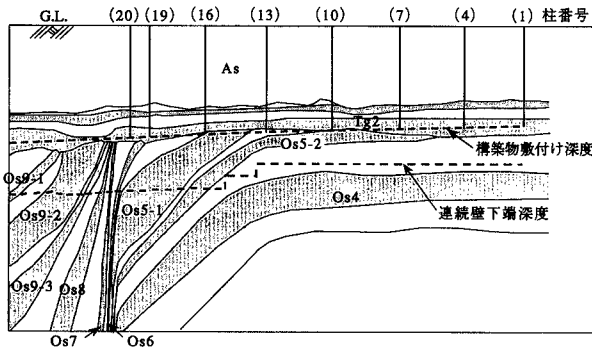 G.L. (20) (19) (16) (13) (10) (7) (4) (1) 柱番号
As
Tg2
Os5-2
構築物敷付け深度
Os9-1
Os9-2
Os5-1
Os4
連続壁下端深度
Os9-3
Os8
Os7
Os6